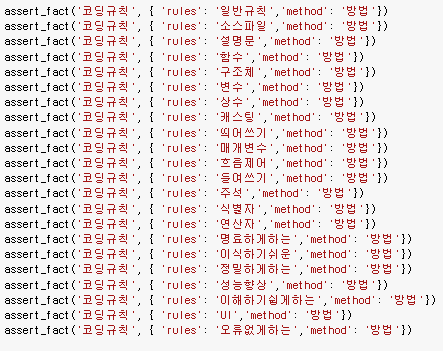 assert_fact('코딩규칙', { 'rules': '일반규칙','method': '방법'})
assert_fact('코딩규칙', { 'rules': '소스파일','method': '방법'})
assert_fact('코딩규칙', { 'rules': '설명문','method': '방법'})
assert_fact('코딩규칙', { 'rules': '함수','method': '방법'})
assert_fact('코딩규칙', { 'rules': '구조체','method': '방법'})
assert_fact('코딩규칙', { 'rules': '변수','method': '방법'})
assert_fact('코딩규칙', { 'rules': '상수','method': '방법'})
assert_fact('코딩규칙', { 'rules': '캐스팅','method': '방법'})
assert_fact('코딩규칙', { 'rules': '띄어쓰기','method': '방법'})
assert_fact('코딩규칙', { 'rules': '매개변수','method': '방법'})
assert_fact('코딩규칙', { 'rules': '흐름제어','method': '방법'})
assert_fact('코딩규칙', { 'rules': '들여쓰기','method': '방법'})
assert_fact('코딩규칙', { 'rules': '주석','method': '방법'})
assert_fact('코딩규칙', { 'rules': '식별자','method': '방법'})
assert_fact('코딩규칙', { 'rules': '연산자','method': '방법'})
assert_fact('코딩규칙', { 'rules': '명료하게하는','method': '방법'})
assert_fact('코딩규칙', { 'rules': '이식하기쉬운','method': '방법'})
assert_fact('코딩규칙', { 'rules': '정밀하게하는','method': '방법'})
assert_fact('코딩규칙', { 'rules': '성능향상','method': '방법'})
assert_fact('코딩규칙', { 'rules': '이해하기쉽게하는','method': '방법'})
assert_fact('코딩규칙', { 'rules': 'UI','method': '방법'})
assert_fact('코딩규칙', { 'rules': '오류없게하는','method': '방법'})